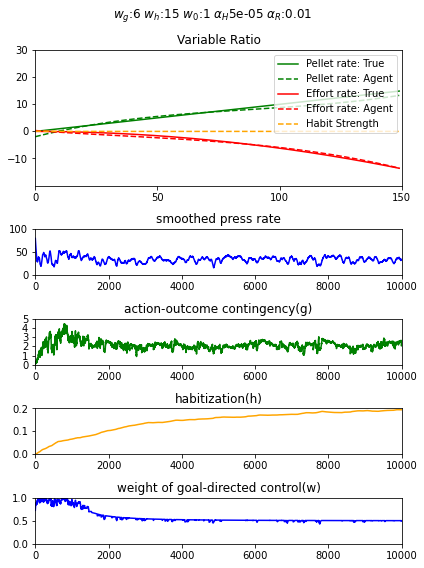 w_g:6 w_h:15 w_0:1 α_H5e-05 α_R:0.01
Variable Ratio
30
20
10
0
−10
Pellet rate: True
Pellet rate: Agent
Effort rate: True
Effort rate: Agent
Habit Strength
0 50 100 150
smoothed press rate
100
50
0
0 2000 4000 6000 8000 10000
action-outcome contingency(g)
5
4
3
2
1
0
0 2000 4000 6000 8000 10000
habitization(h)
0.2
0.1
0.0
0 2000 4000 6000 8000 10000
weight of goal-directed control(w)
1.0
0.5
0.0
0 2000 4000 6000 8000 10000